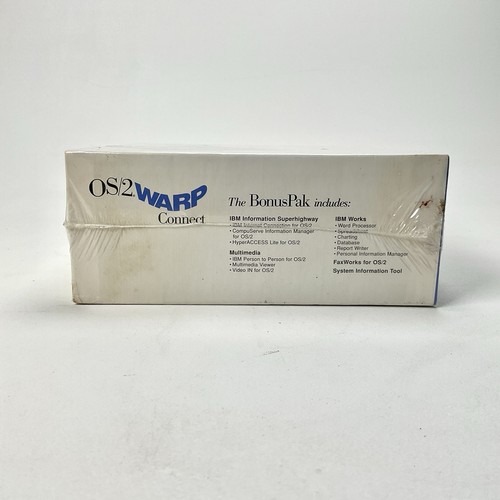 OS/2 WARP
Connect
The BonusPak includes:
IBM Information Superhighway
• IBM Internet Connection for OS/2
• CompuServe Information Manager
for OS/2
• HyperACCESS Lite for OS/2
Multimedia
• IBM Person to Person for OS/2
• Multimedia Viewer
• Video IN for OS/2
IBM Works
• Word Processor
• Spreadsheet
• Charting
• Database
• Report Writer
• Personal Information Manager
FaxWorks for OS/2
System Information Tool